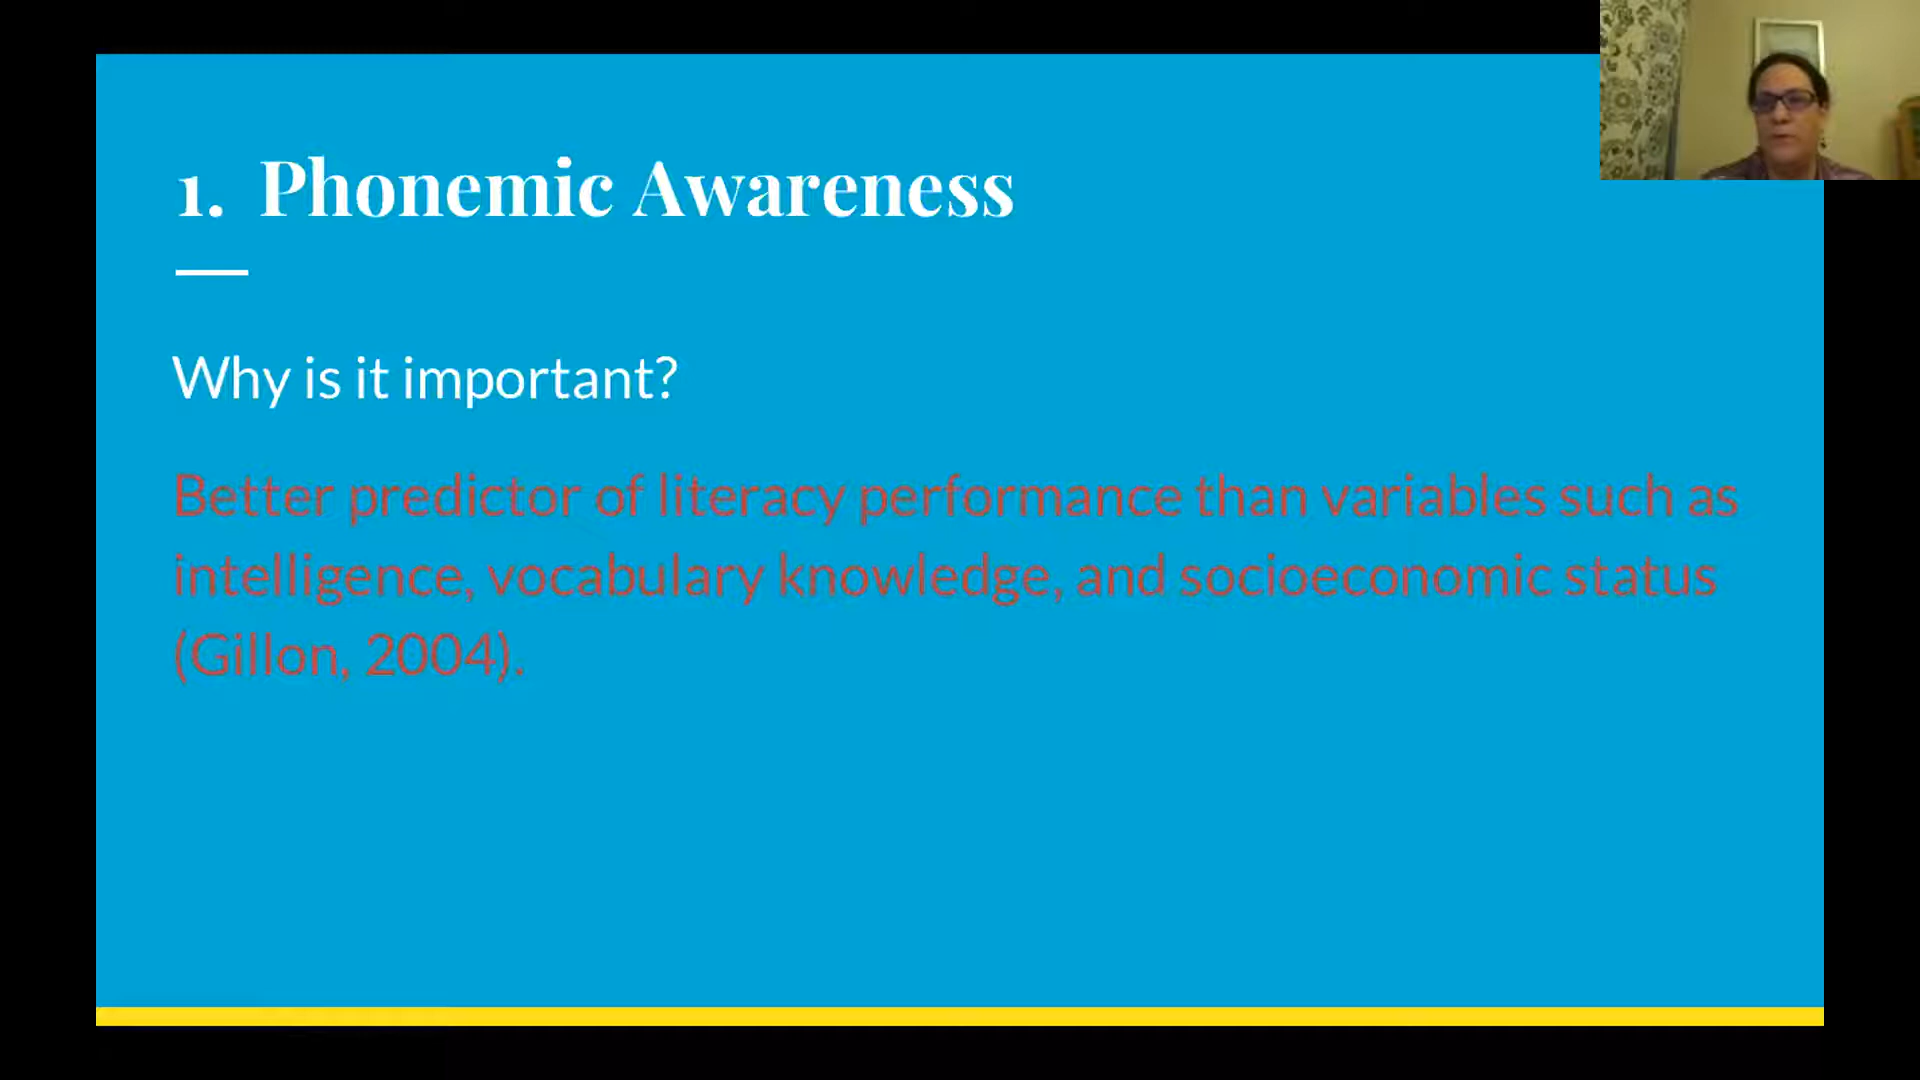 1. Phonemic Awareness
Why is it important?
Better predictor of literacy performance than variables such as
intelligence, vocabulary knowledge, and socioeconomic status
(Gillon, 2004).